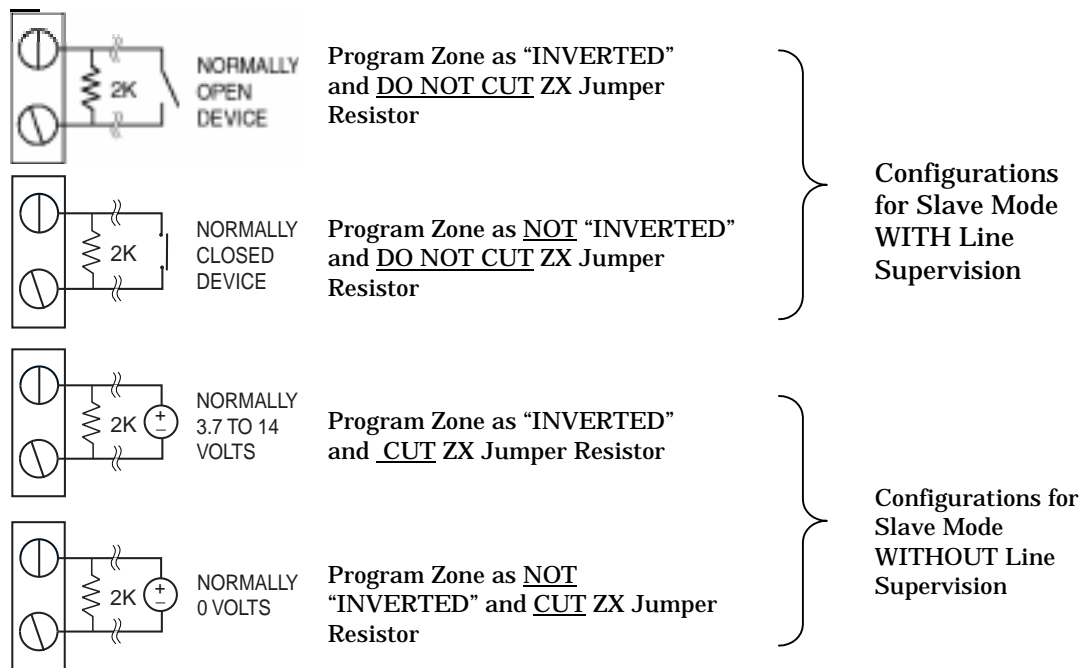 2K
NORMALLY
OPEN
DEVICE
Program Zone as “INVERTED”
and DO NOT CUT ZX Jumper
Resistor
2K
NORMALLY
CLOSED
DEVICE
Program Zone as NOT “INVERTED”
and DO NOT CUT ZX Jumper
Resistor
Configurations
for Slave Mode
WITH Line
Supervision
2K
+
–
NORMALLY
3.7 TO 14
VOLTS
Program Zone as “INVERTED”
and CUT ZX Jumper Resistor
2K
+
–
NORMALLY
0 VOLTS
Program Zone as NOT
“INVERTED” and CUT ZX Jumper
Resistor
Configurations for
Slave Mode
WITHOUT Line
Supervision